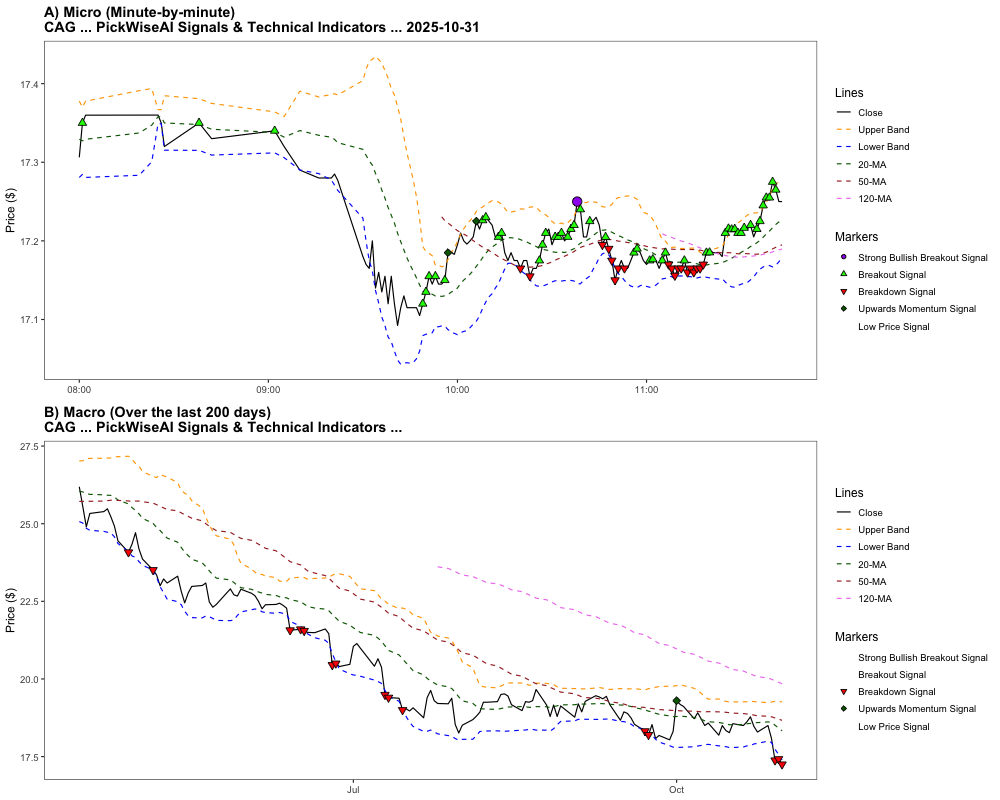 A) Micro (Minute-by-minute)
CAG ... PickWiseAI Signals & Technical Indicators ... 2025-10-31
Price ($)
17.4
17.3
17.2
17.1
08:00
09:00
10:00
11:00
Lines
Close
Upper Band
Lower Band
20-MA
50-MA
120-MA
Markers
Strong Bullish Breakout Signal
Breakout Signal
Breakdown Signal
Upwards Momentum Signal
Low Price Signal
B) Macro (Over the last 200 days)
CAG ... PickWiseAI Signals & Technical Indicators ...
Price ($)
27.5
25.0
22.5
20.0
17.5
Jul
Oct
Lines
Close
Upper Band
Lower Band
20-MA
50-MA
120-MA
Markers
Strong Bullish Breakout Signal
Breakout Signal
Breakdown Signal
Upwards Momentum Signal
Low Price Signal